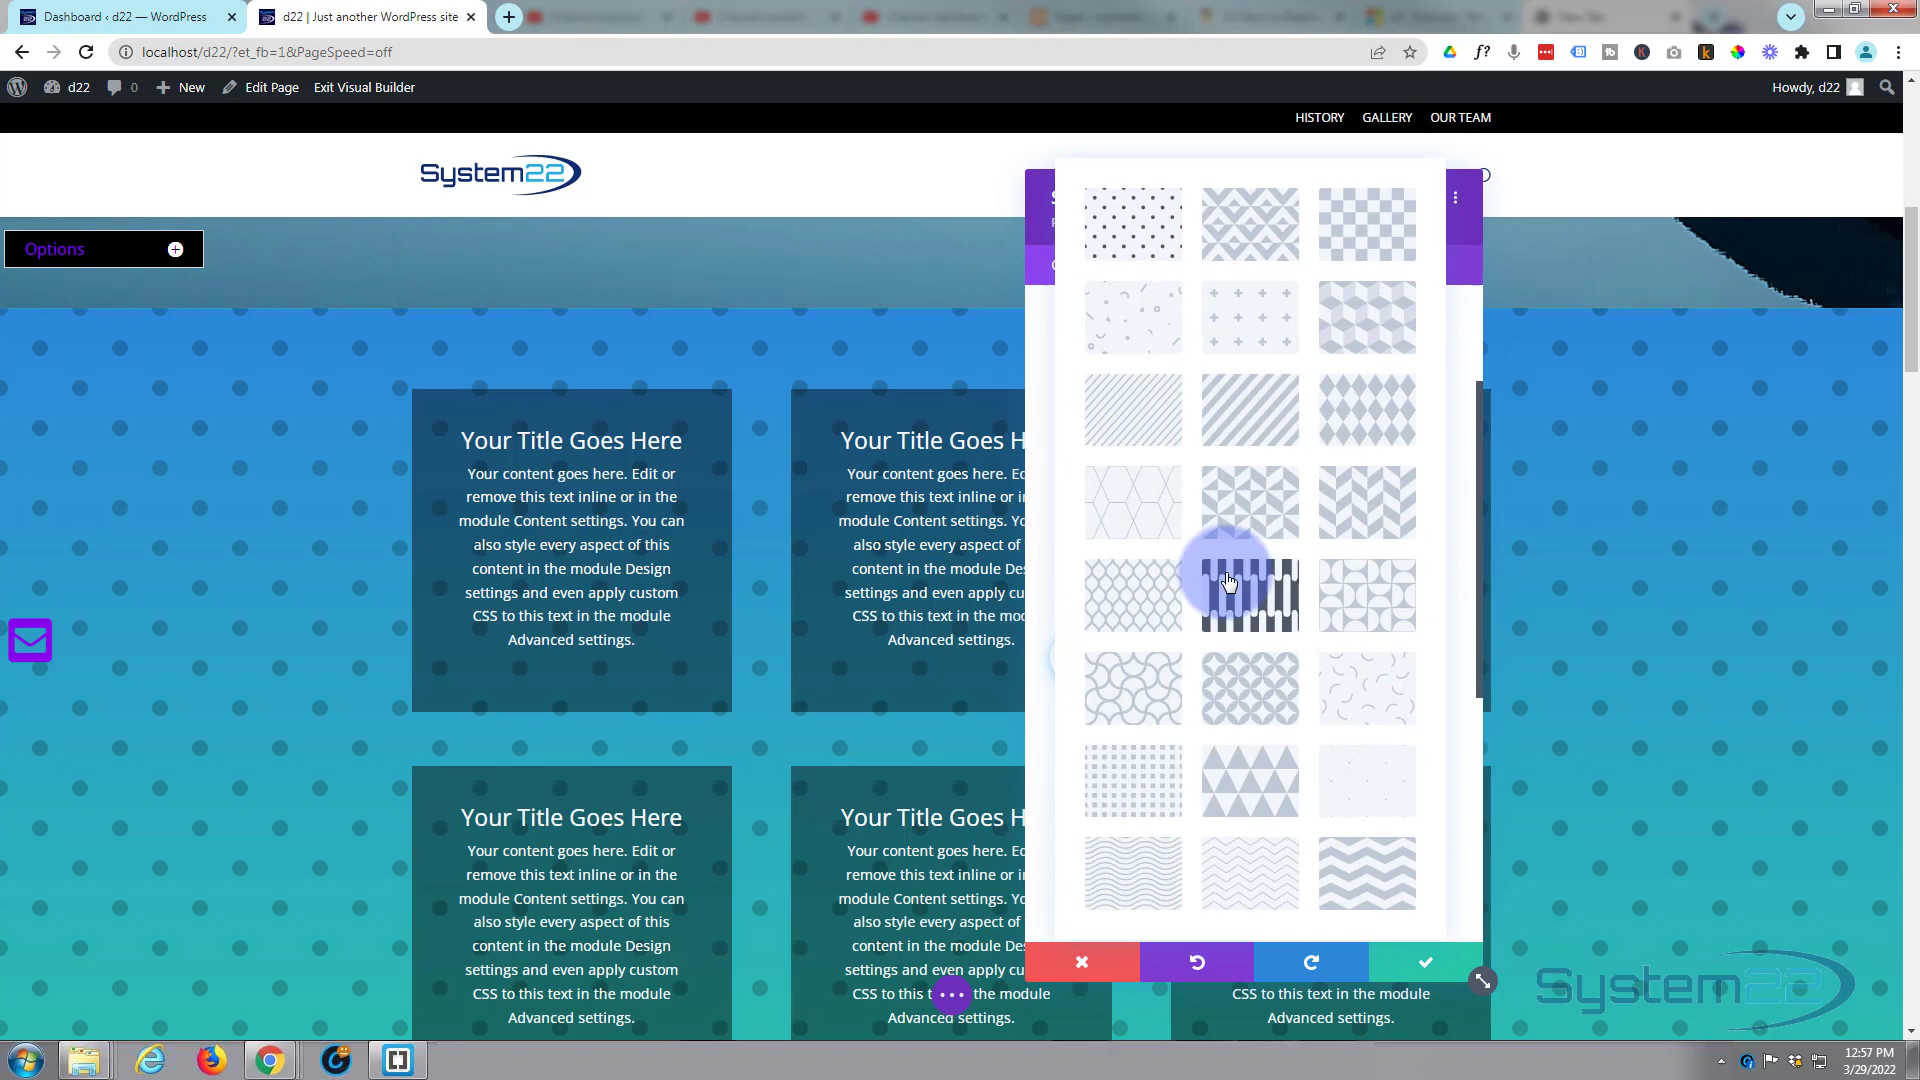 Dashboard ‹ d22 — WordPress
d22 | Just another WordPress site
localhost/d22/?et_fb=1&PageSpeed=off
d22
0
New
Edit Page
Exit Visual Builder
Howdy, d22
HISTORY
GALLERY
OUR TEAM
System22
Options
Your Title Goes Here
Your content goes here. Edit or
remove this text inline or in the
module Content settings. You can
also style every aspect of this
content in the module Design
settings and even apply custom
CSS to this text in the module
Advanced settings.
Your Title Goes H
Your content goes here. Ed
remove this text inline or in
module Content settings. Yo
also style every aspect of
content in the module De
settings and even apply cu
CSS to this text in the mo
Advanced settings.
Your Title Goes Here
Your content goes here. Edit or
remove this text inline or in the
module Content settings. You can
also style every aspect of this
content in the module Design
settings and even apply custom
CSS to this text in the module
Advanced settings.
Your Title Goes H
Your content goes here. Ed
remove this text inline or in
module Content settings. Yo
also style every aspect of
content in the module De
settings and even apply cu
CSS to this t the module
Advanced settings.
CSS to this text in the module
Advanced settings.
System22
12:57 PM
3/29/2022